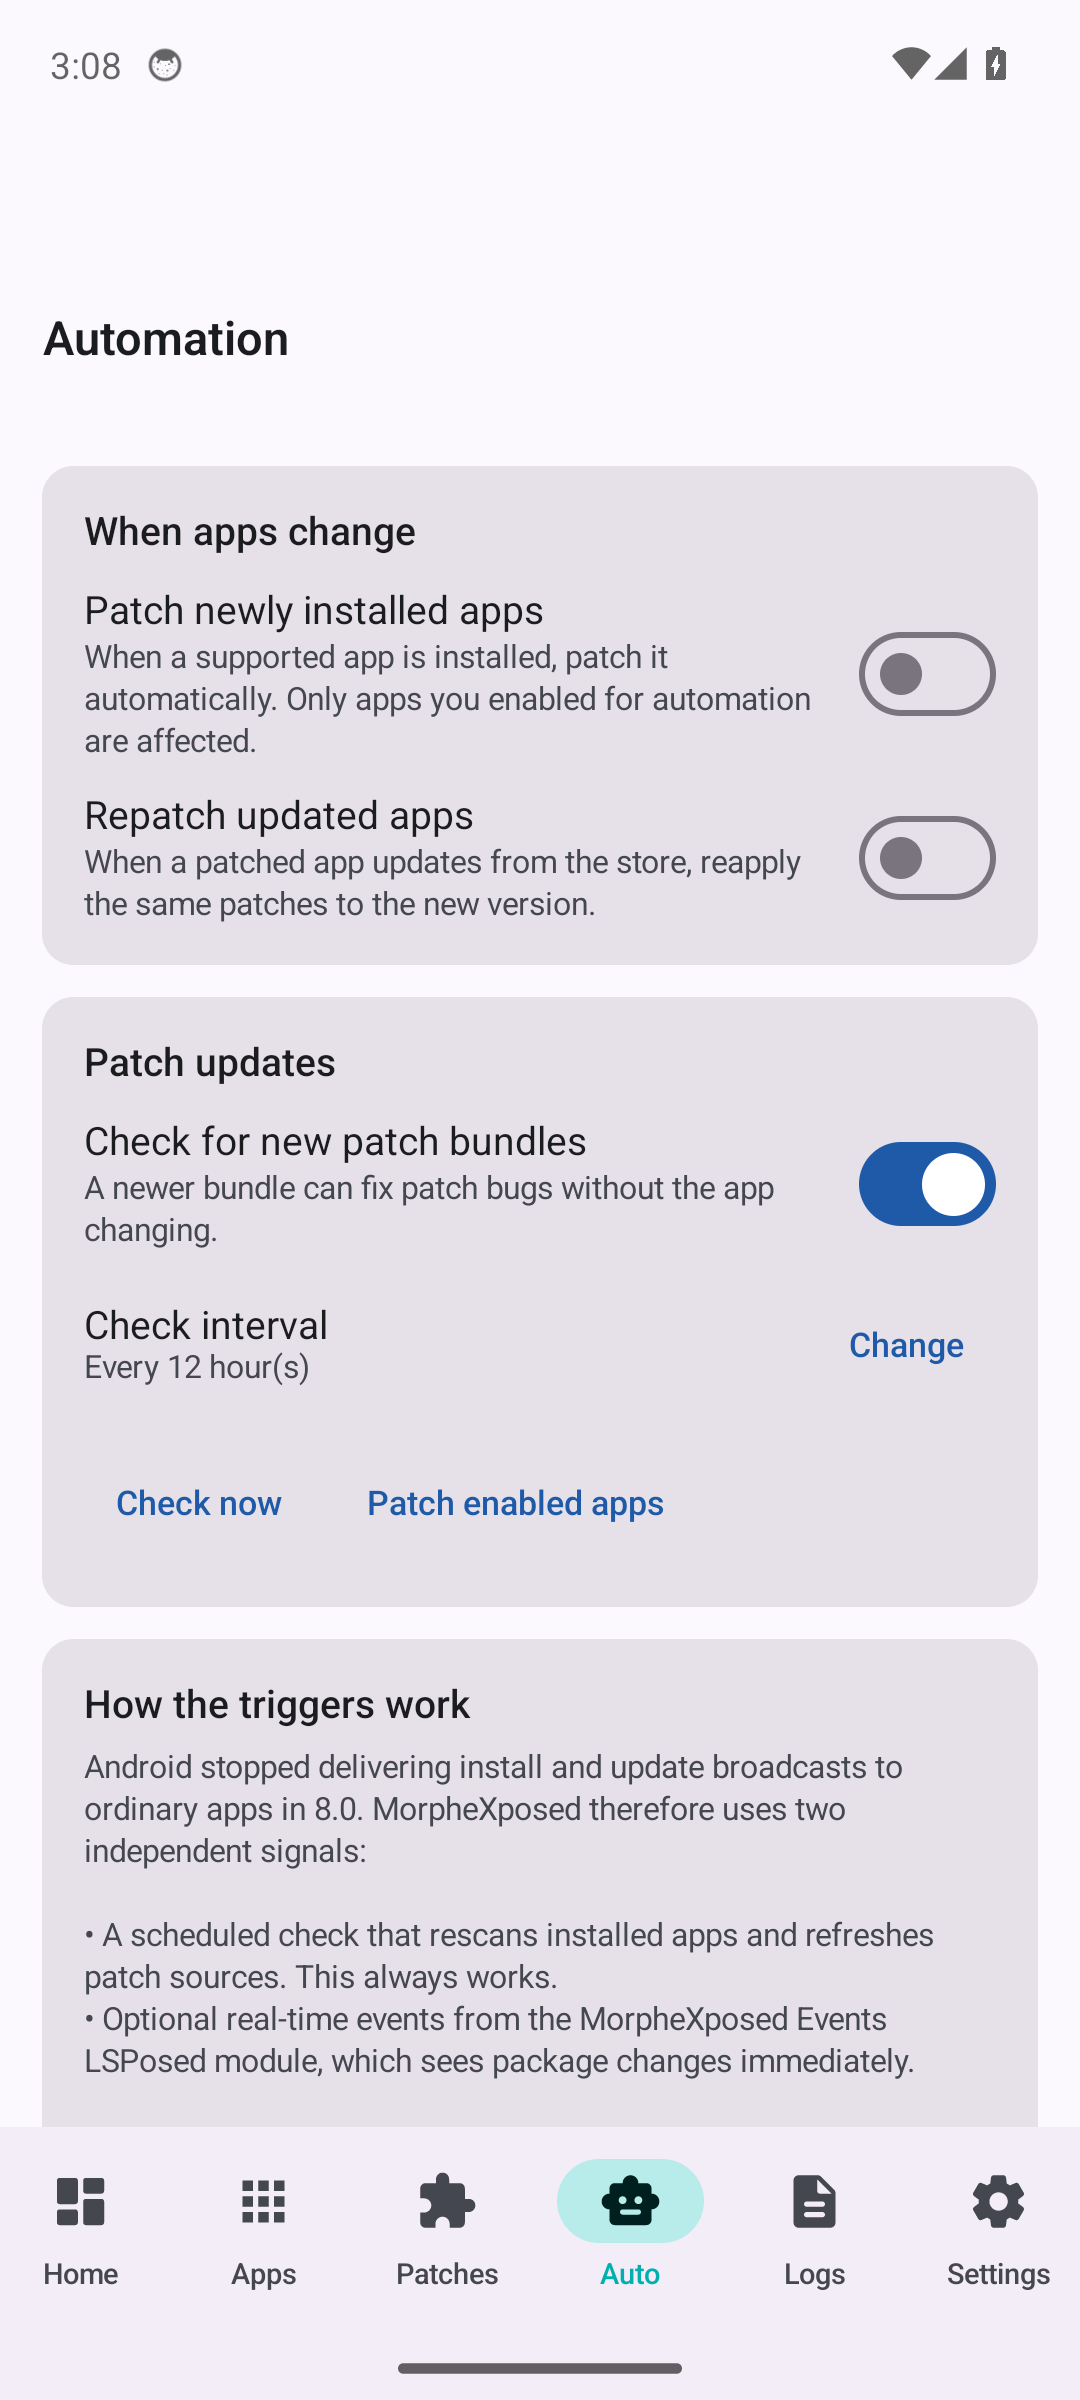 3:08
Automation
When apps change
Patch newly installed apps
When a supported app is installed, patch it
automatically. Only apps you enabled for automation
are affected.
Repatch updated apps
When a patched app updates from the store, reapply
the same patches to the new version.
Patch updates
Check for new patch bundles
A newer bundle can fix patch bugs without the app
changing.
Check interval
Every 12 hour(s)
Change
Check now
Patch enabled apps
How the triggers work
Android stopped delivering install and update broadcasts to
ordinary apps in 8.0. MorpheXposed therefore uses two
independent signals:
• A scheduled check that rescans installed apps and refreshes
patch sources. This always works.
• Optional real-time events from the MorpheXposed Events
LSPosed module, which sees package changes immediately.
Home
Apps
Patches
Auto
Logs
Settings